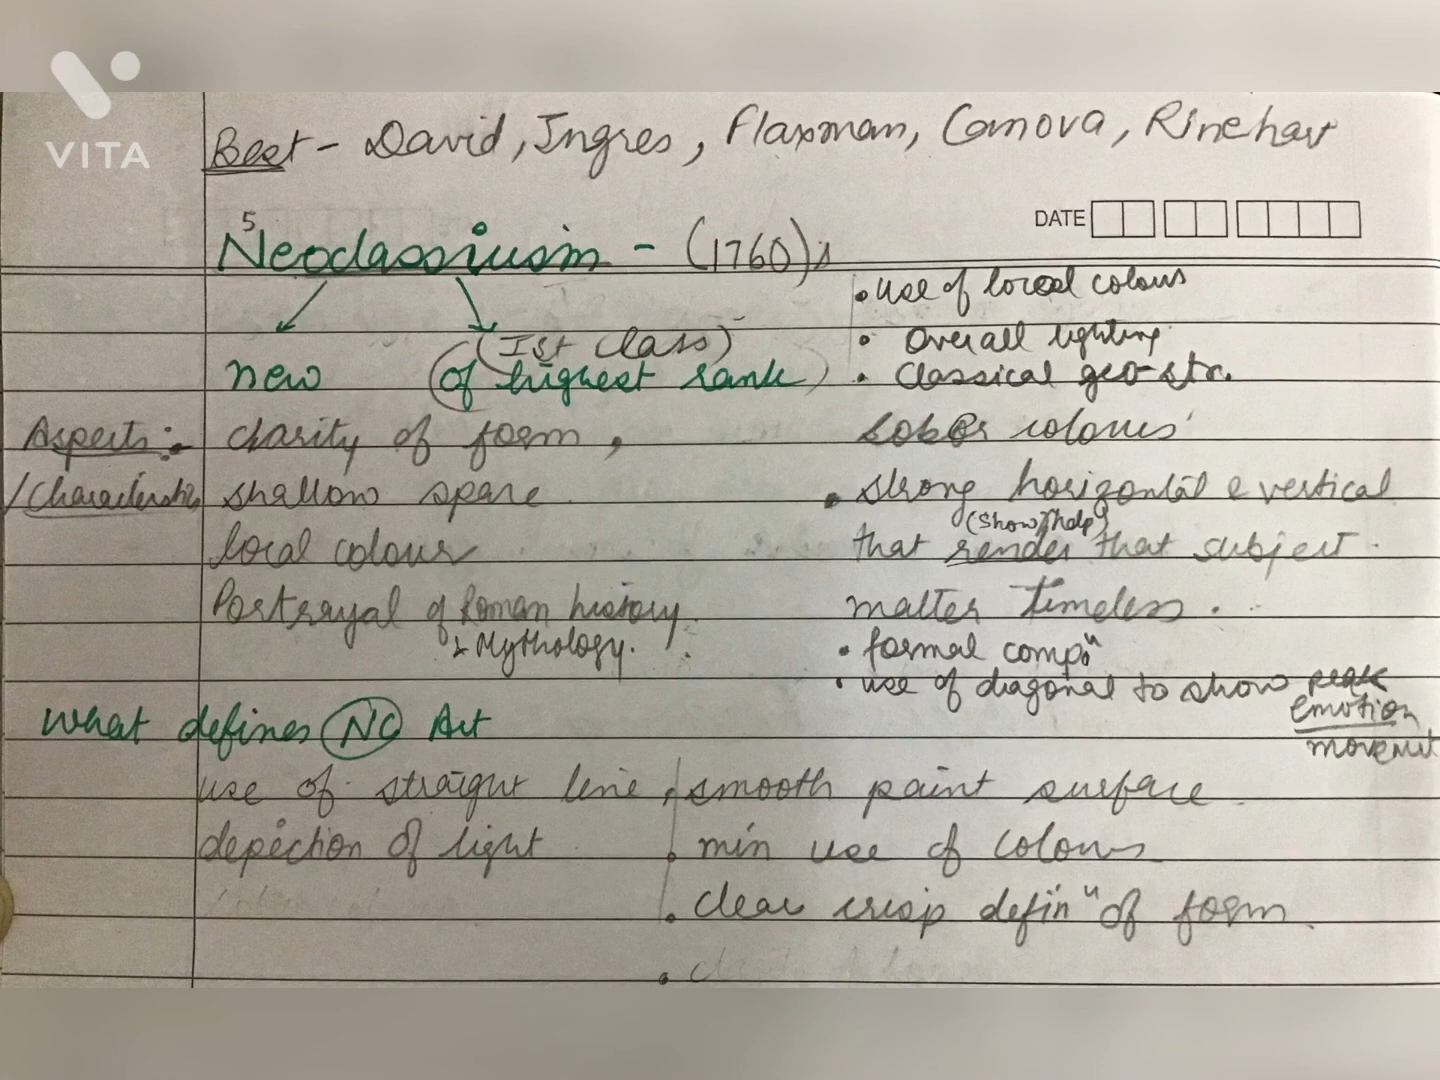 VITA
Best - David, Ingres, Flaxman, Canova, Rinehart
DATE
5
Neoclassicism - (1760)s
new
(Ist class)
(of highest rank)
• use of local colours
• Overall lighting
• Classical geo-str.
Aspects :-
/Characteristics
clarity of form,
shallow space
local colour
Portrayal of Roman history
& Mythology.
sober colours
• strong horizontal & vertical
(show/help)
that render that subject
matter timeless.
• formal compn
• use of diagonal to show peak
emotion
movemt
What defines NC Art
use of straight line
depiction of light
• smooth paint surface
• min use of colours
• clear crisp defin" of form